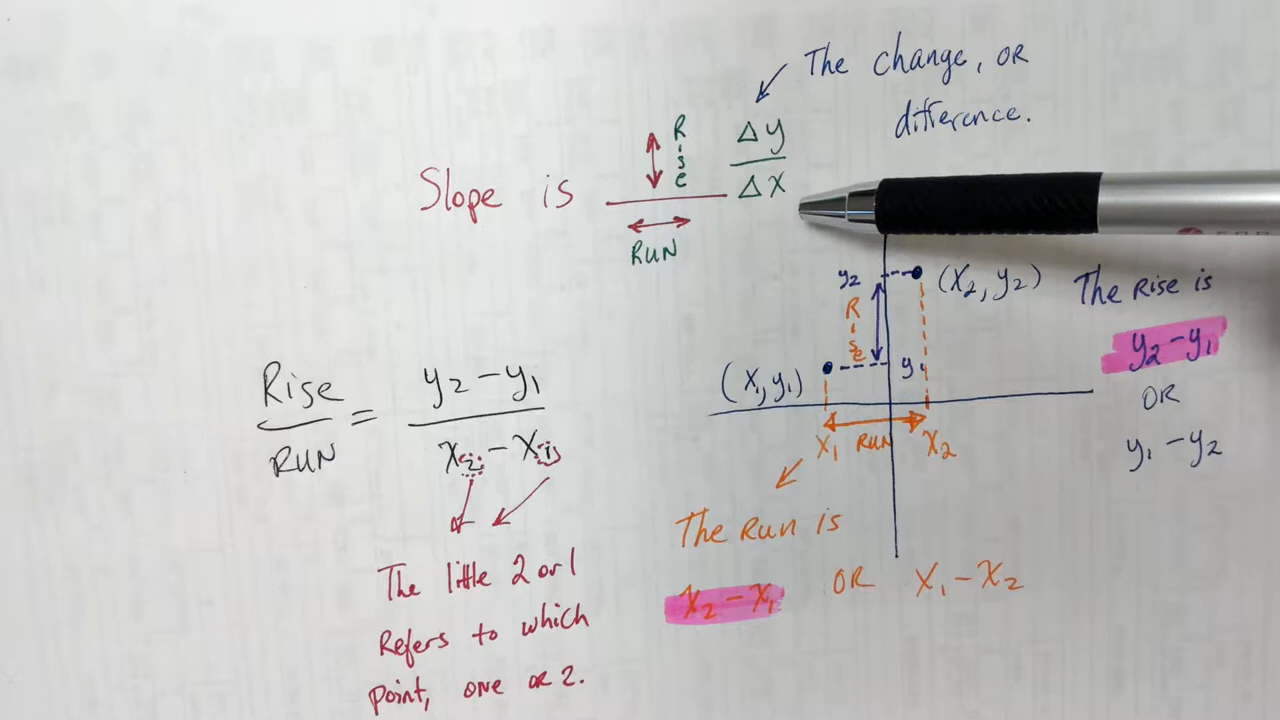 The change, OR
difference.
Slope is
Rise
RUN
Δy
Δx
y₂
(x₂, y₂)
Rise
(x₁, y₁)
y₁
x₁ RUN x₂
The Rise is
y₂ - y₁
OR
y₁ - y₂
Rise
RUN
=
y₂ - y₁
x₂ - x₁
The little 2 or 1
Refers to which
point, one or 2.
The Run is
x₂ - x₁ OR x₁ - x₂